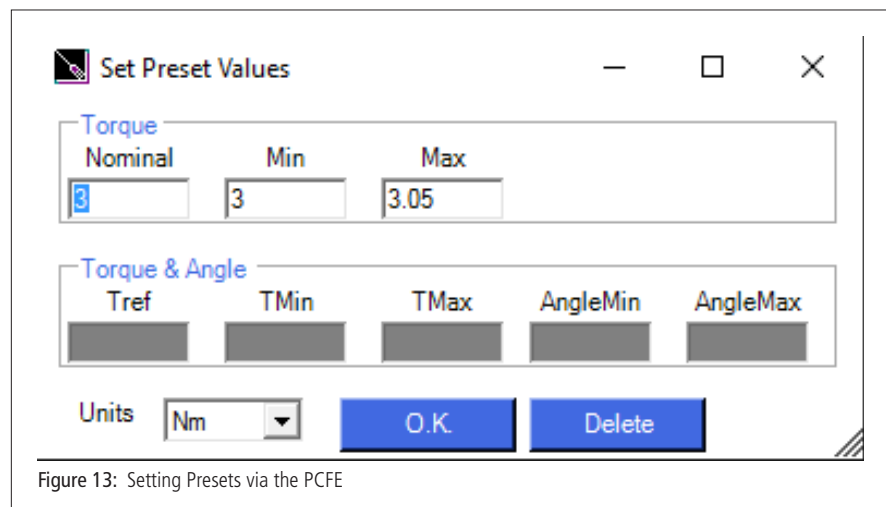 Set Preset Values
Torque
Nominal Min Max
3 3 3.05
Torque & Angle
Tref TMin TMax AngleMin AngleMax
Units Nm O.K. Delete
Figure 13: Setting Presets via the PCFE